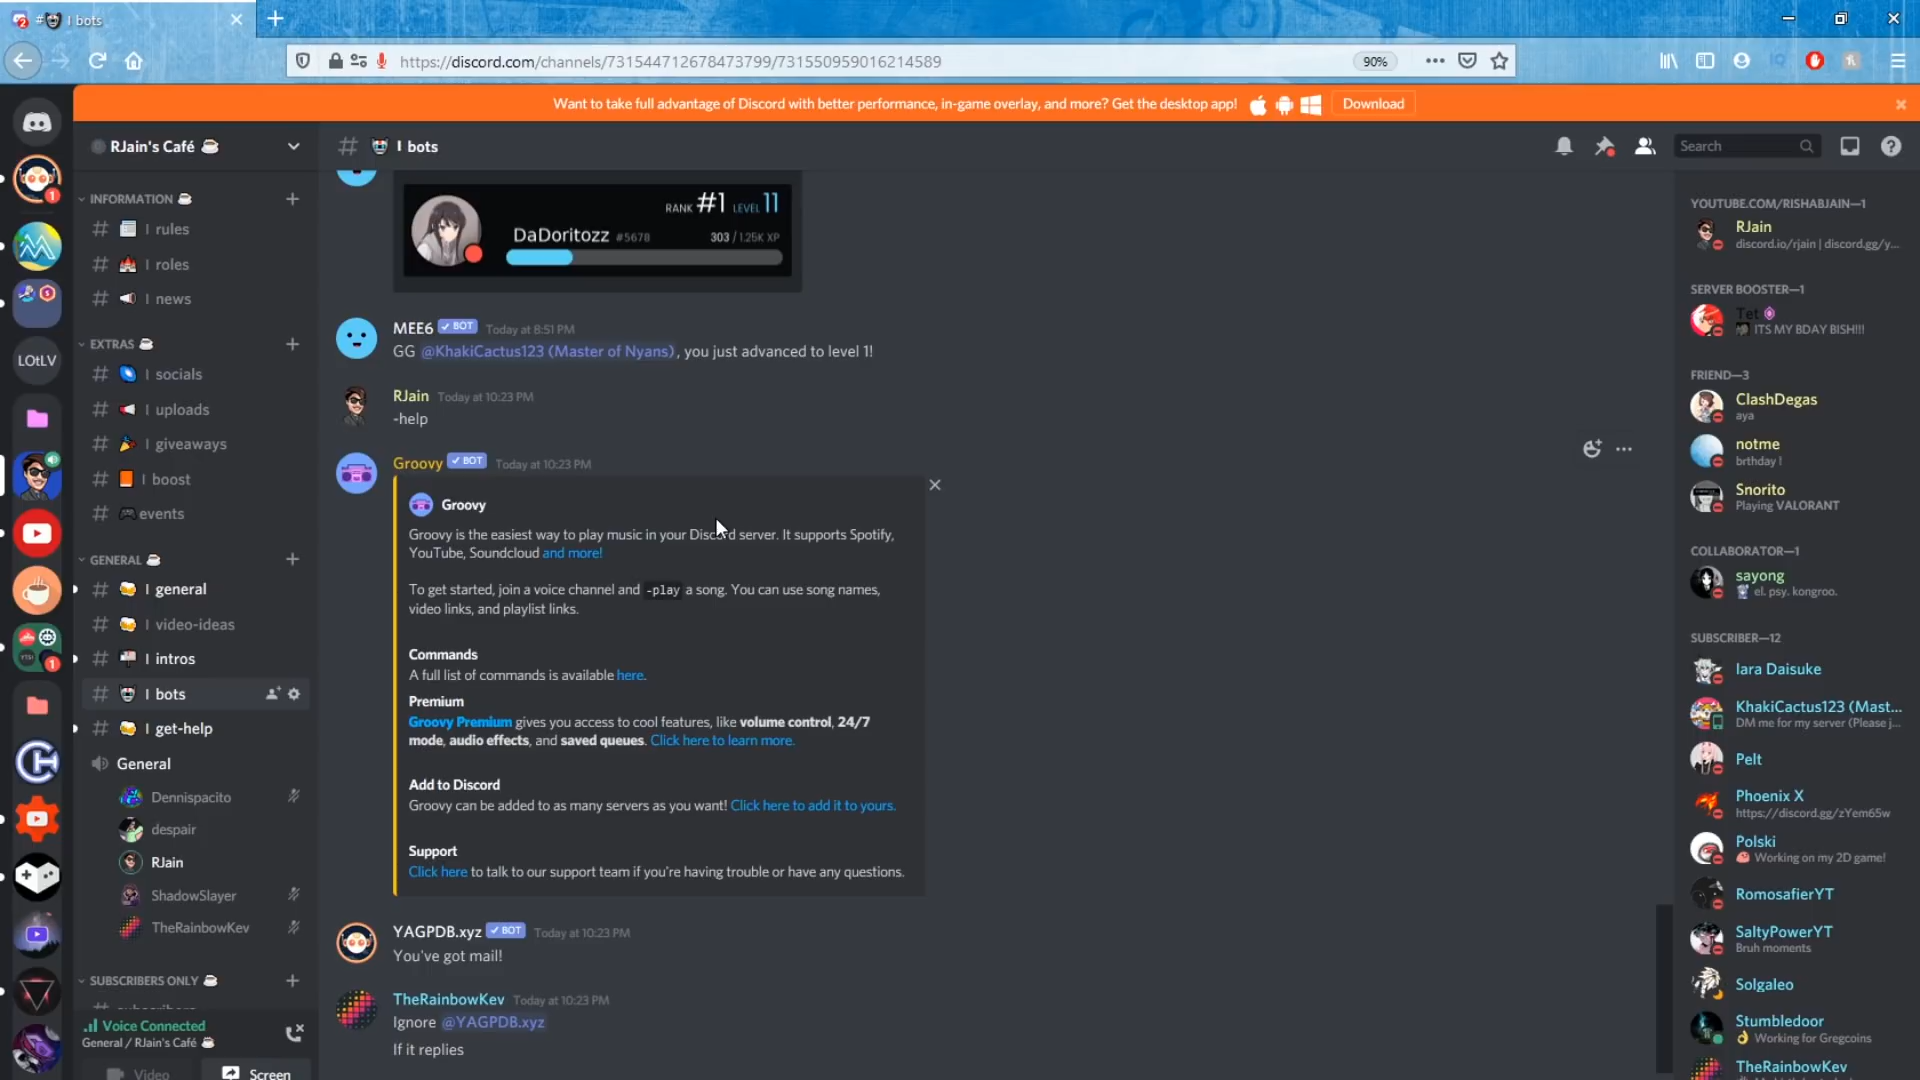 I bots
https://discord.com/channels/731544712678473799/731550959016214589
90%
Want to take full advantage of Discord with better performance, in-game overlay, and more? Get the desktop app!
Download
RJain's Café
I bots
Search
INFORMATION
I rules
I roles
I news
EXTRAS
I socials
I uploads
I giveaways
I boost
events
GENERAL
I general
I video-ideas
I intros
I bots
I get-help
General
Dennispacito
despair
RJain
ShadowSlayer
TheRainbowKev
SUBSCRIBERS ONLY
Voice Connected
General / RJain's Café
Video
Screen
LOtLV
1
1
RANK #1 LEVEL 11
DaDoritozz #5678
303 / 1.25K XP
MEE6 BOT Today at 8:51 PM
GG @KhakiCactus123 (Master of Nyans), you just advanced to level 1!
RJain Today at 10:23 PM
-help
Groovy BOT Today at 10:23 PM
Groovy
Groovy is the easiest way to play music in your Discord server. It supports Spotify,
YouTube, Soundcloud and more!
To get started, join a voice channel and -play a song. You can use song names,
video links, and playlist links.
Commands
A full list of commands is available here.
Premium
Groovy Premium gives you access to cool features, like volume control, 24/7
mode, audio effects, and saved queues. Click here to learn more.
Add to Discord
Groovy can be added to as many servers as you want! Click here to add it to yours.
Support
Click here to talk to our support team if you're having trouble or have any questions.
YAGPDB.xyz BOT Today at 10:23 PM
You've got mail!
TheRainbowKev Today at 10:23 PM
Ignore @YAGPDB.xyz
If it replies
YOUTUBE.COM/RISHABJAIN—1
RJain
discord.io/rjain | discord.gg/y...
SERVER BOOSTER—1
Tet
ITS MY BDAY BISH!!!
FRIEND—3
ClashDegas
aya
notme
brthday !
Snorito
Playing VALORANT
COLLABORATOR—1
sayong
el. psy. kongroo.
SUBSCRIBER—12
Iara Daisuke
KhakiCactus123 (Mast...
DM me for my server (Please j...
Pelt
Phoenix X
https://discord.gg/zYem65w
Polski
Working on my 2D game!
RomosafierYT
SaltyPowerYT
Bruh moments
Solgaleo
Stumbledoor
Working for Gregcoins
TheRainbowKev